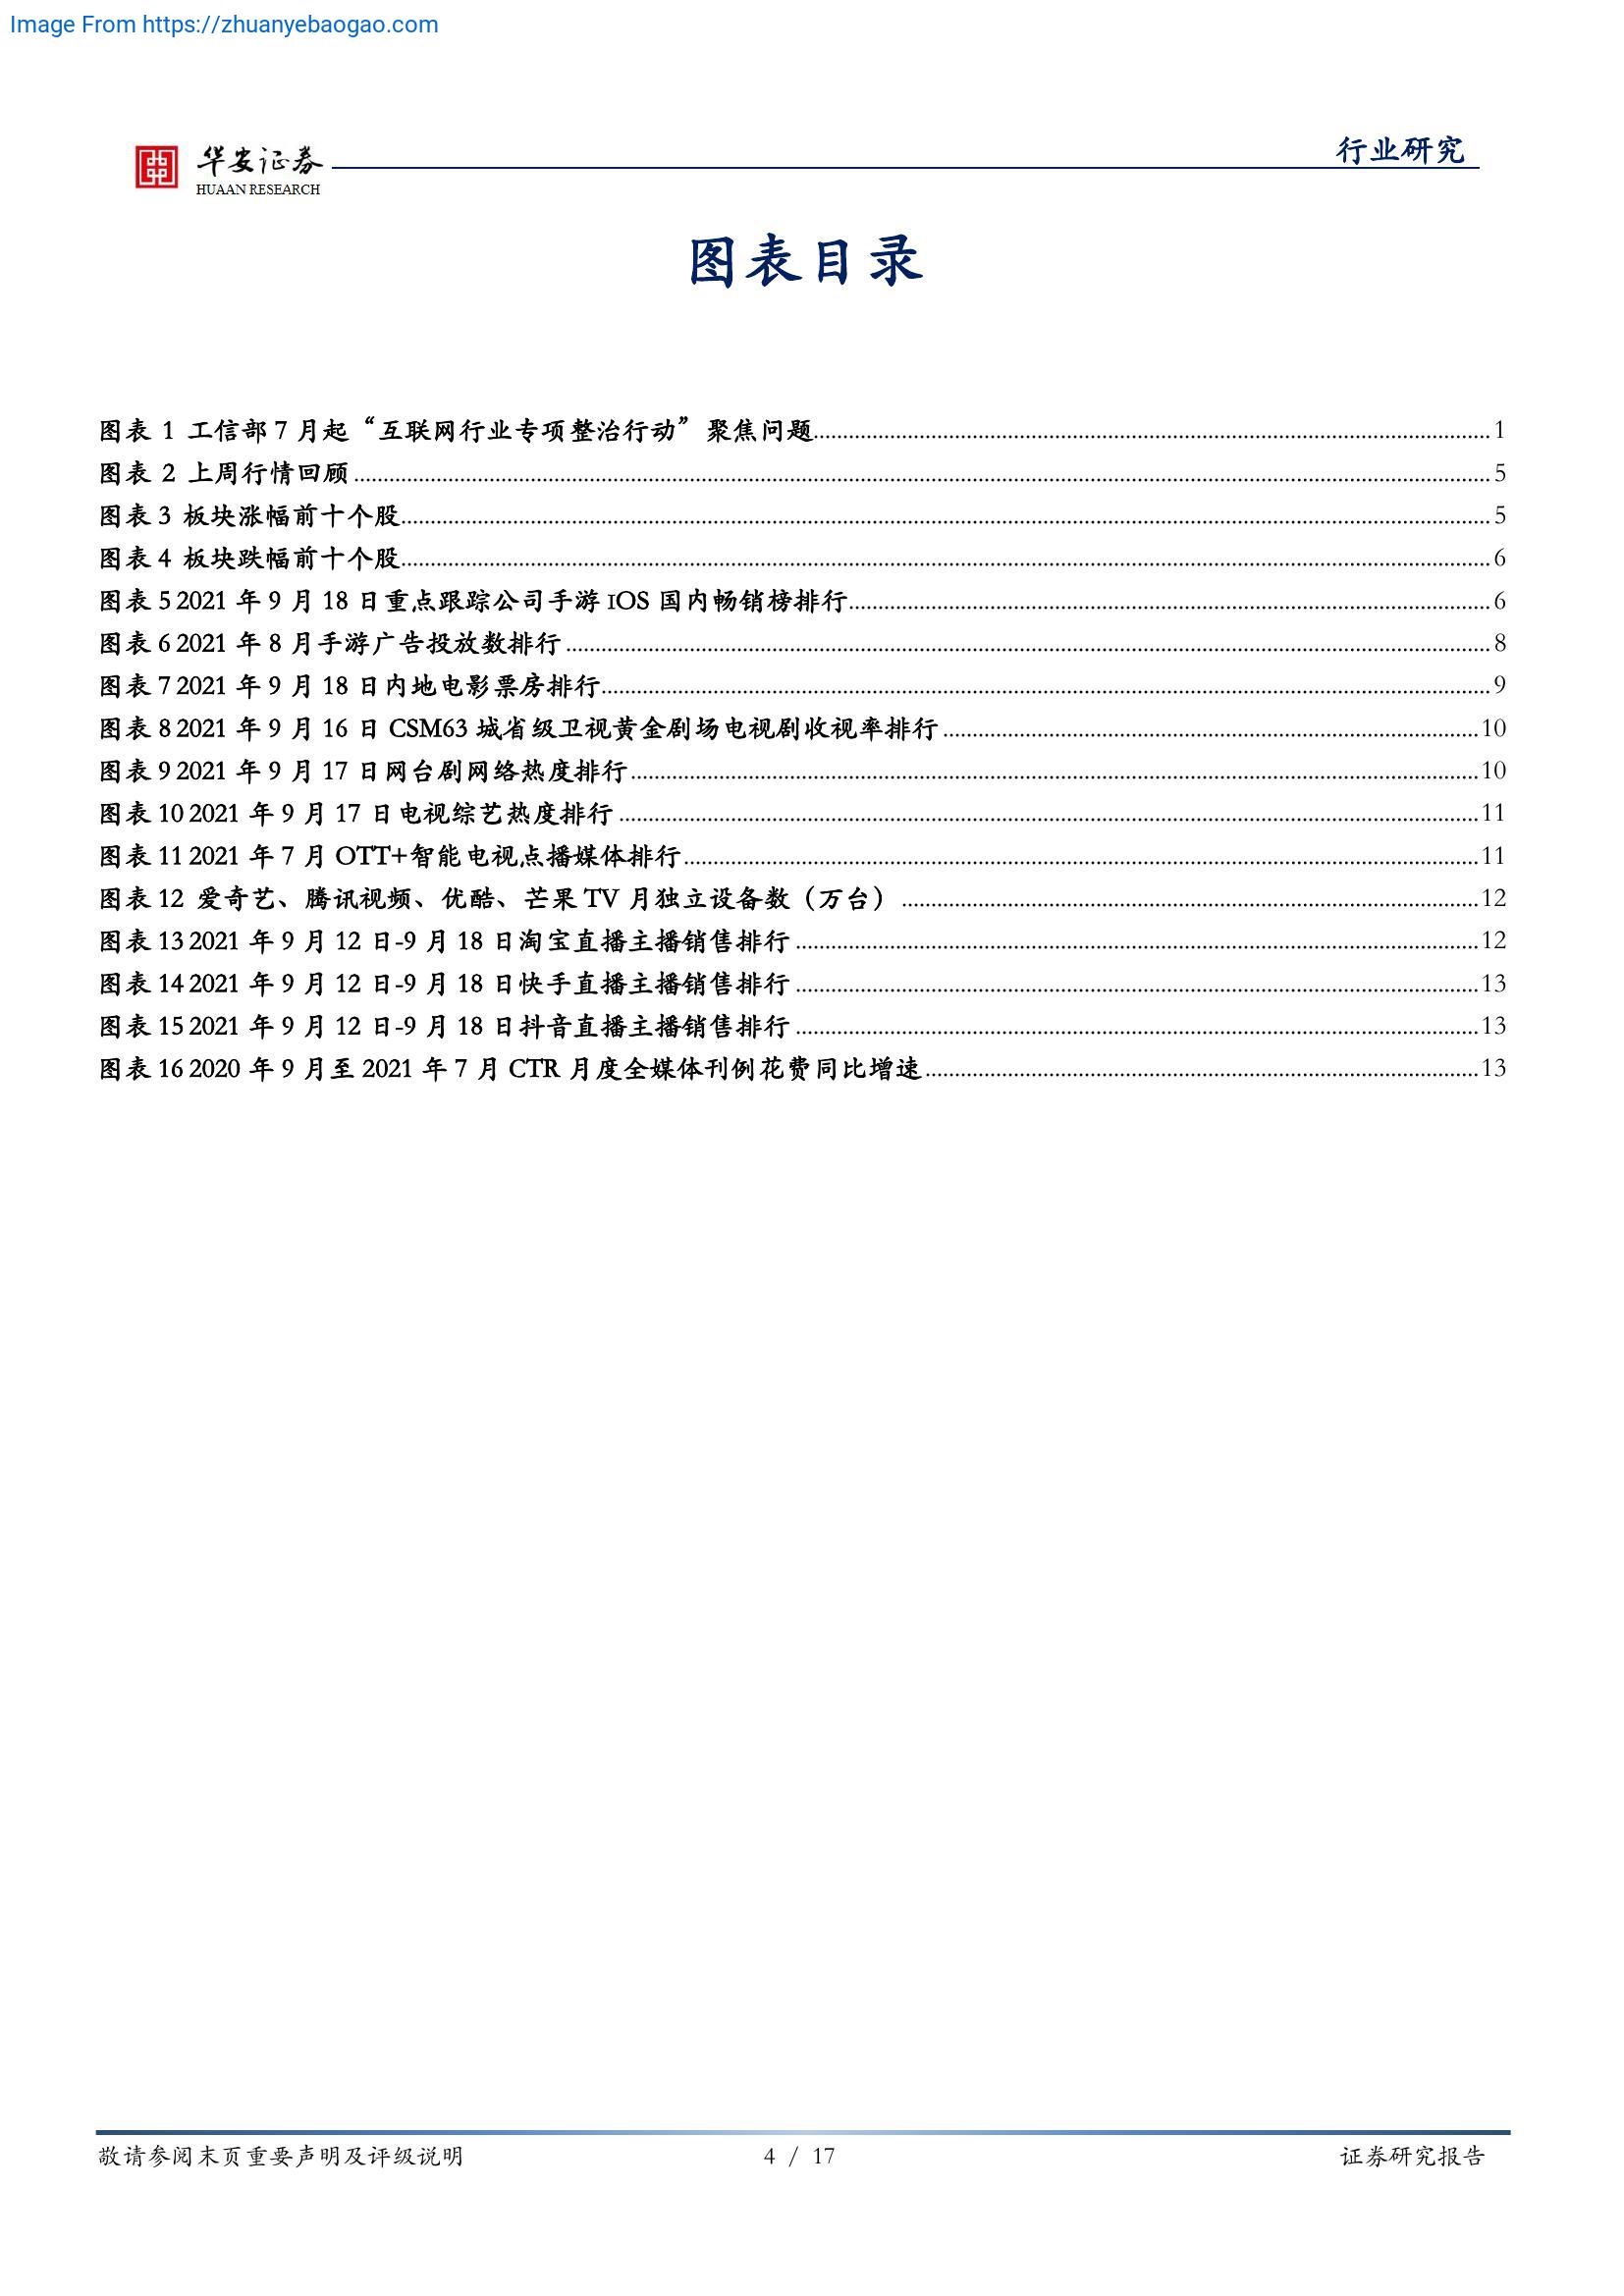 Image From https://zhuanyebaogao.com
华安证券
HUAAN RESEARCH
行业研究
图表目录
图表 1 工信部 7 月起“互联网行业专项整治行动”聚焦问题................1
图表 2 上周行情回顾................5
图表 3 板块涨幅前十个股................5
图表 4 板块跌幅前十个股................6
图表 5 2021 年 9 月 18 日重点跟踪公司手游 IOS 国内畅销榜排行................6
图表 6 2021 年 8 月手游广告投放数排行................8
图表 7 2021 年 9 月 18 日内地电影票房排行................9
图表 8 2021 年 9 月 16 日 CSM63 城省级卫视黄金剧场电视剧收视率排行................10
图表 9 2021 年 9 月 17 日网台剧网络热度排行................10
图表 10 2021 年 9 月 17 日电视综艺热度排行................11
图表 11 2021 年 7 月 OTT+智能电视点播媒体排行................11
图表 12 爱奇艺、腾讯视频、优酷、芒果 TV 月独立设备数（万台）................12
图表 13 2021 年 9 月 12 日-9 月 18 日淘宝直播主播销售排行................12
图表 14 2021 年 9 月 12 日-9 月 18 日快手直播主播销售排行................13
图表 15 2021 年 9 月 12 日-9 月 18 日抖音直播主播销售排行................13
图表 16 2020 年 9 月至 2021 年 7 月 CTR 月度全媒体刊例花费同比增速................13
敬请参阅末页重要声明及评级说明
4 / 17
证券研究报告